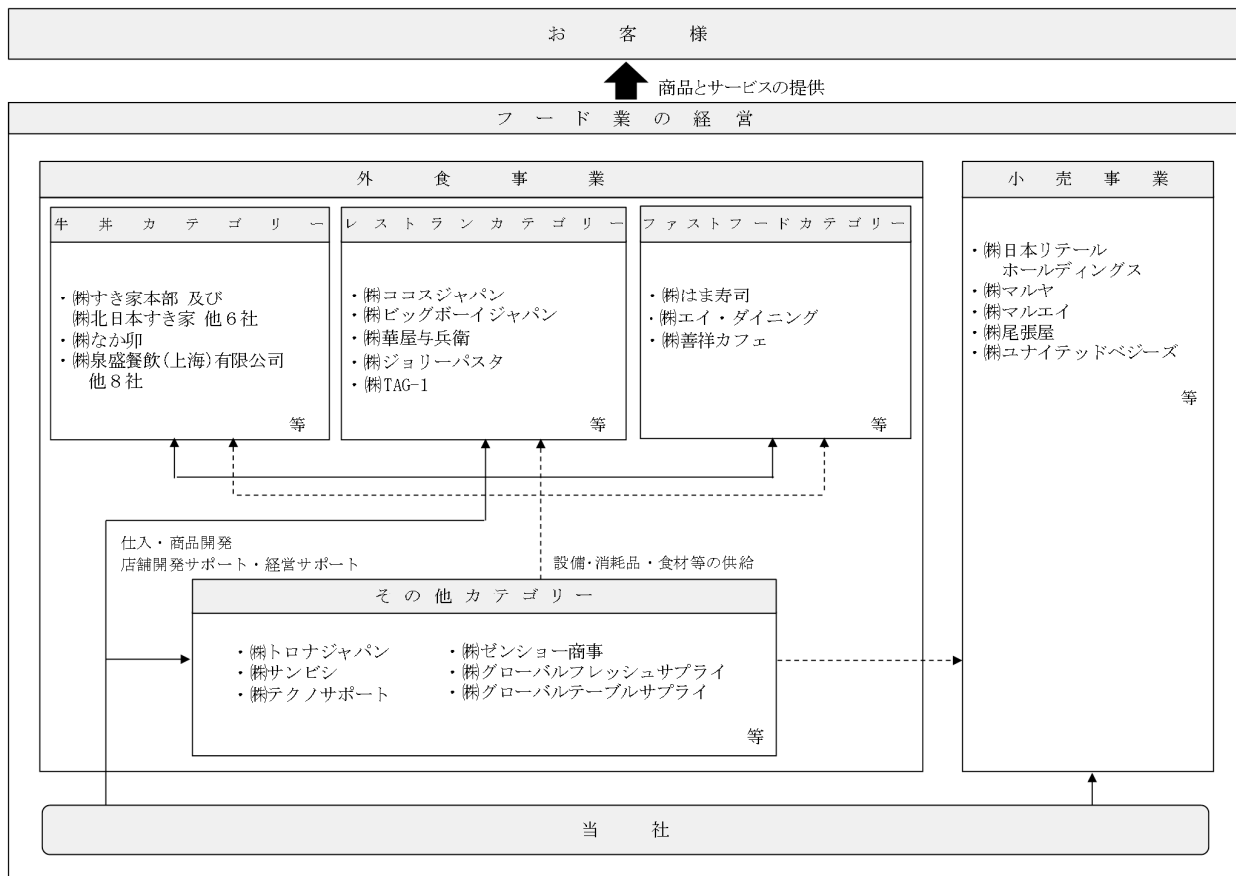 お客様
商品とサービスの提供
フード業の経営
外食事業
牛丼カテゴリー
・㈱すき家本部 及び
㈱北日本すき家 他６社
・㈱なか卯
・㈱泉盛餐飲(上海)有限公司
他８社
等
レストランカテゴリー
・㈱ココスジャパン
・㈱ビッグボーイジャパン
・㈱華屋与兵衛
・㈱ジョリーパスタ
・㈱TAG-1
等
ファストフードカテゴリー
・㈱はま寿司
・㈱エイ・ダイニング
・㈱善祥カフェ
等
小売事業
・㈱日本リテール
ホールディングス
・㈱マルヤ
・㈱マルエイ
・㈱尾張屋
・㈱ユナイテッドベジーズ
等
仕入・商品開発
店舗開発サポート・経営サポート
設備・消耗品・食材等の供給
その他カテゴリー
・㈱トロナジャパン
・㈱サンビシ
・㈱テクノサポート
・㈱ゼンショー商事
・㈱グローバルフレッシュサプライ
・㈱グローバルテーブルサプライ
等
当社